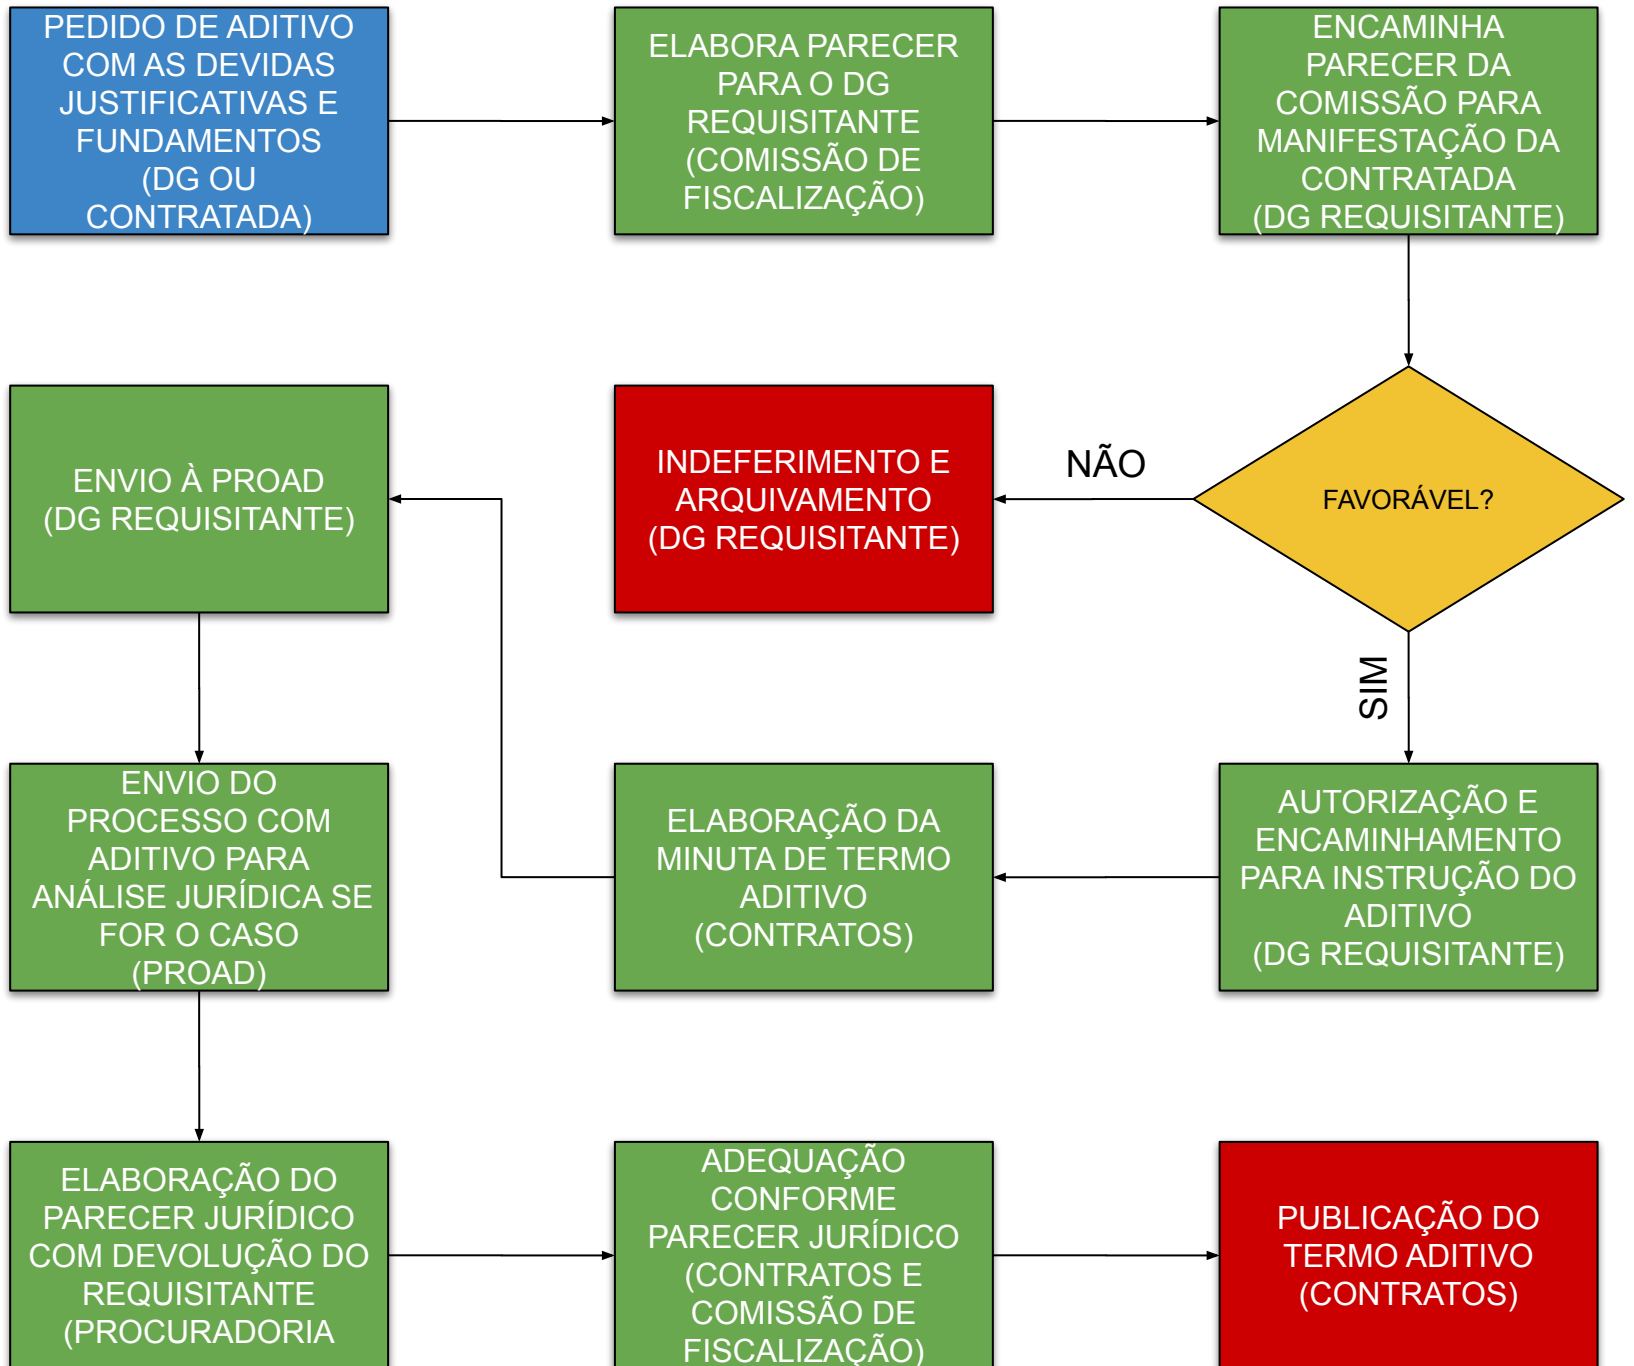 PEDIDO DE ADITIVO
COM AS DEVIDAS
JUSTIFICATIVAS E
FUNDAMENTOS
(DG OU
CONTRATADA)
ELABORA PARECER
PARA O DG
REQUISITANTE
(COMISSÃO DE
FISCALIZAÇÃO)
ENCAMINHA
PARECER DA
COMISSÃO PARA
MANIFESTAÇÃO DA
CONTRATADA
(DG REQUISITANTE)
FAVORÁVEL?
NÃO
INDEFERIMENTO E
ARQUIVAMENTO
(DG REQUISITANTE)
SIM
AUTORIZAÇÃO E
ENCAMINHAMENTO
PARA INSTRUÇÃO DO
ADITIVO
(DG REQUISITANTE)
ELABORAÇÃO DA
MINUTA DE TERMO
ADITIVO
(CONTRATOS)
ENVIO À PROAD
(DG REQUISITANTE)
ENVIO DO
PROCESSO COM
ADITIVO PARA
ANÁLISE JURÍDICA SE
FOR O CASO
(PROAD)
ELABORAÇÃO DO
PARECER JURÍDICO
COM DEVOLUÇÃO DO
REQUISITANTE
(PROCURADORIA
ADEQUAÇÃO
CONFORME
PARECER JURÍDICO
(CONTRATOS E
COMISSÃO DE
FISCALIZAÇÃO)
PUBLICAÇÃO DO
TERMO ADITIVO
(CONTRATOS)